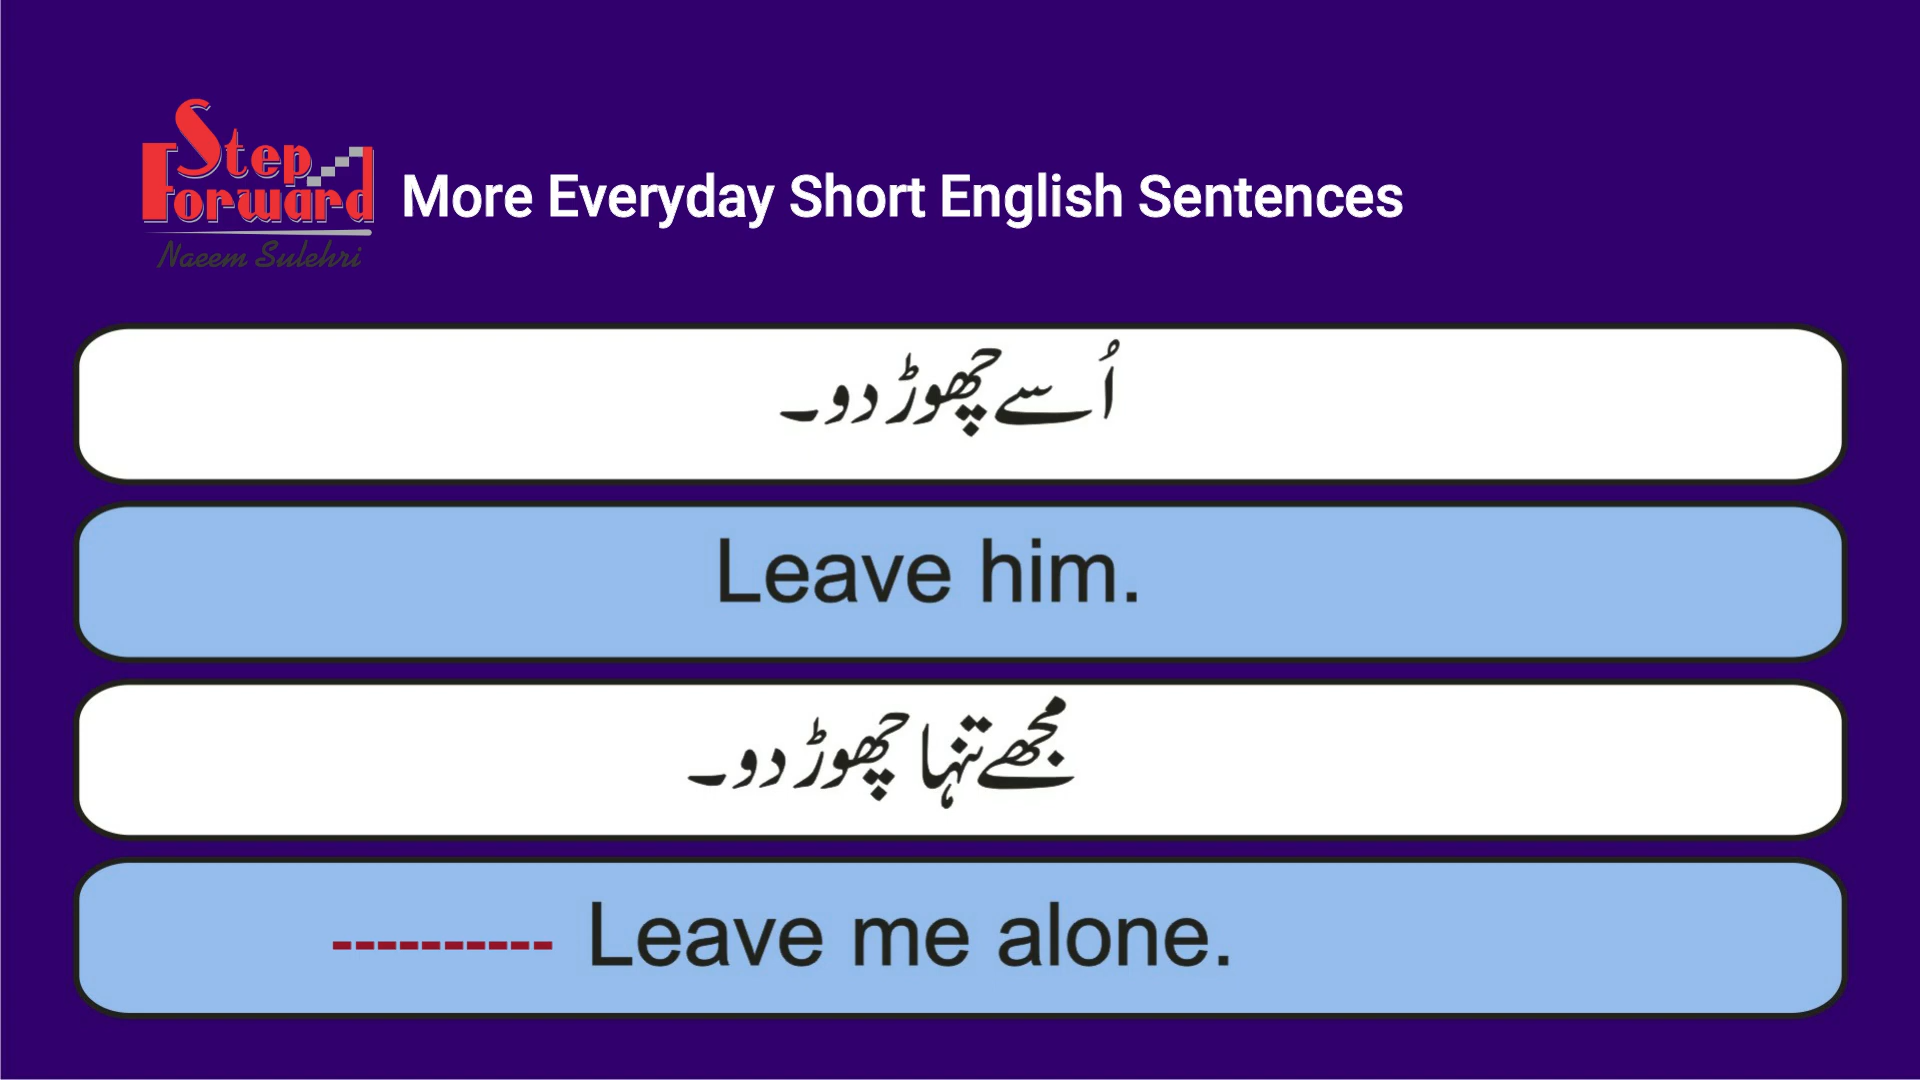 Step
Forward
Naeem Sulehri
More Everyday Short English Sentences
اُسے چھوڑ دو۔
Leave him.
مجھے تنہا چھوڑ دو۔
---------- Leave me alone.